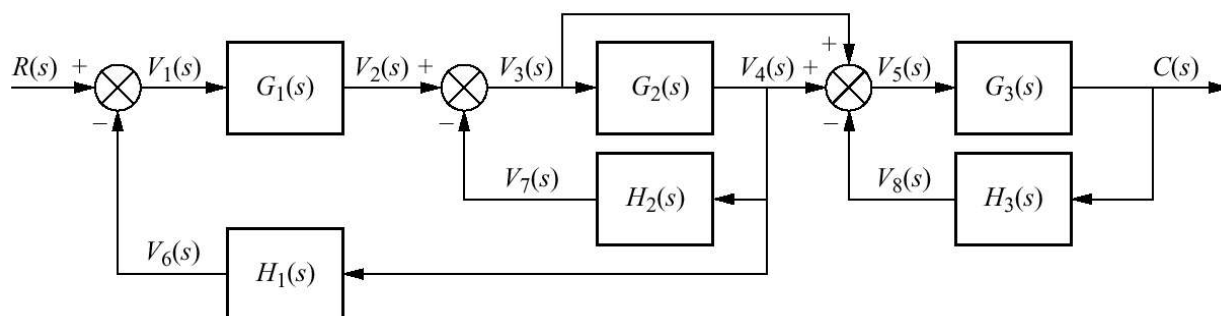 +
R(s) + V1(s) G1(s) V2(s) + V3(s) G2(s) V4(s) + V5(s) G3(s) C(s)
− − −
V7(s) H2(s) V8(s) H3(s)
V6(s) H1(s)